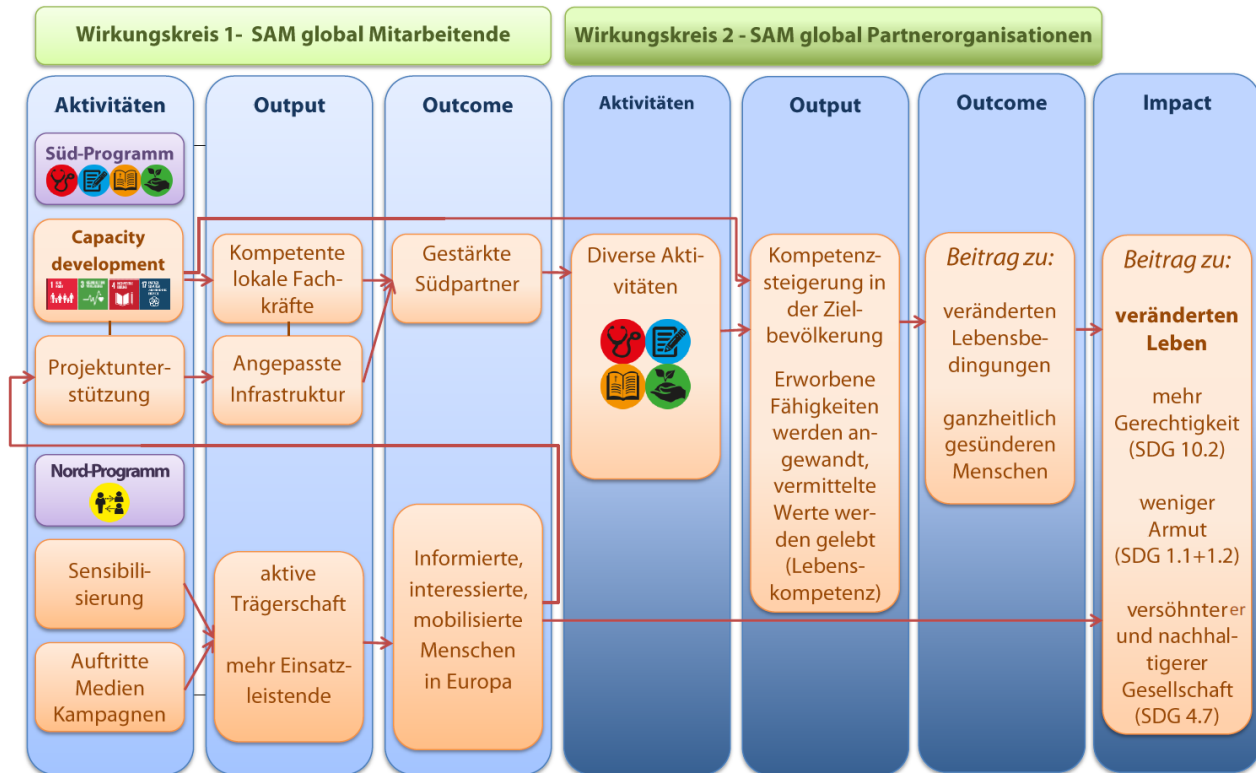 Wirkungskreis 1- SAM global Mitarbeitende
Wirkungskreis 2 - SAM global Partnerorganisationen
Aktivitäten
Output
Outcome
Aktivitäten
Output
Outcome
Impact
Süd-Programm
Capacity
development
Kompetente
lokale Fach-
kräfte
Gestärkte
Südpartner
Diverse Akti-
vitäten
Kompetenz-
steigerung in
der Ziel-
bevölkerung
Erworbene
Fähigkeiten
werden an-
gewandt,
vermittelte
Werte wer-
den gelebt
(Lebens-
kompetenz)
Beitrag zu:
veränderten
Lebensbe-
dingungen
ganzheitlich
gesünderen
Menschen
Beitrag zu:
veränderten
Leben
mehr
Gerechtigkeit
(SDG 10.2)
weniger
Armut
(SDG 1.1+1.2)
versöhnterer
und nachhal-
tigerer
Gesellschaft
(SDG 4.7)
Projektunter-
stützung
Angepasste
Infrastruktur
Nord-Programm
Sensibili-
sierung
Auftritte
Medien
Kampagnen
aktive
Trägerschaft
mehr Einsatz-
leistende
Informierte,
interessierte,
mobilisierte
Menschen
in Europa